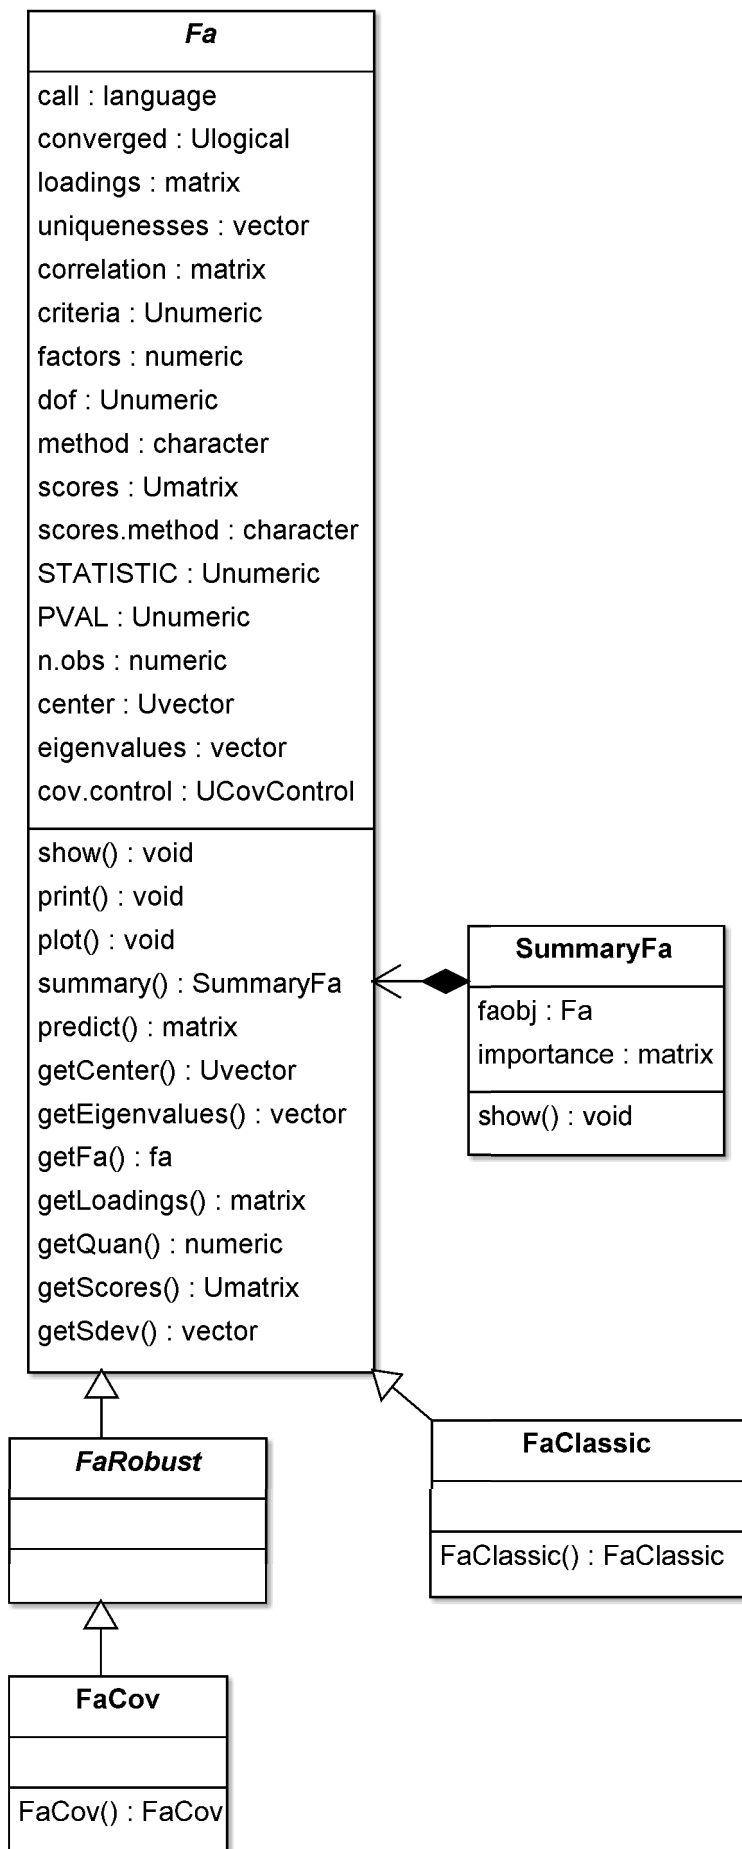 Fa
call : language
converged : Ulogical
loadings : matrix
uniquenesses : vector
correlation : matrix
criteria : Unumeric
factors : numeric
dof : Unumeric
method : character
scores : Umatrix
scores.method : character
STATISTIC : Unumeric
PVAL : Unumeric
n.obs : numeric
center : Uvector
eigenvalues : vector
cov.control : UCovControl
show() : void
print() : void
plot() : void
summary() : SummaryFa
predict() : matrix
getCenter() : Uvector
getEigenvalues() : vector
getFa() : fa
getLoadings() : matrix
getQuan() : numeric
getScores() : Umatrix
getSdev() : vector
SummaryFa
faobj : Fa
importance : matrix
show() : void
FaRobust
FaClassic
FaClassic() : FaClassic
FaCov
FaCov() : FaCov